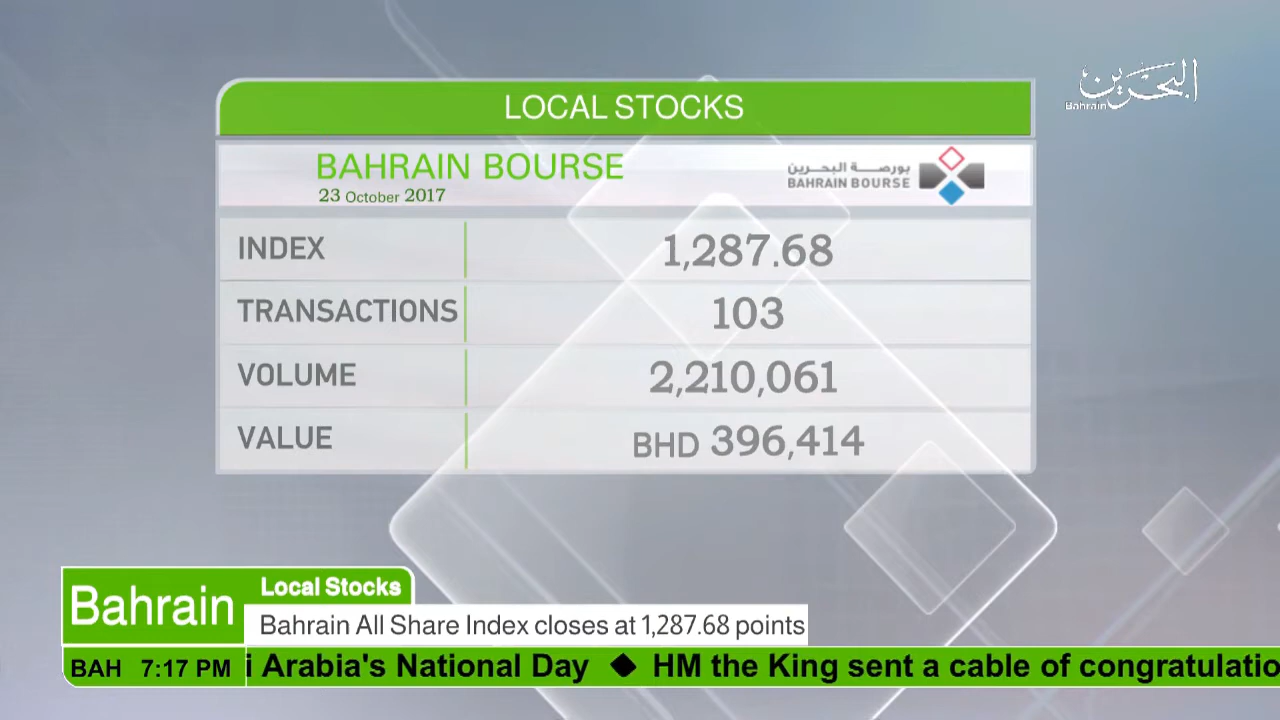 LOCAL STOCKS
البحرين
Bahrain
BAHRAIN BOURSE
23 October 2017
بورصة البحرين
BAHRAIN BOURSE
INDEX 1,287.68
TRANSACTIONS 103
VOLUME 2,210,061
VALUE BHD 396,414
Bahrain
Local Stocks
Bahrain All Share Index closes at 1,287.68 points
BAH 7:17 PM i Arabia's National Day ◆ HM the King sent a cable of congratulatio